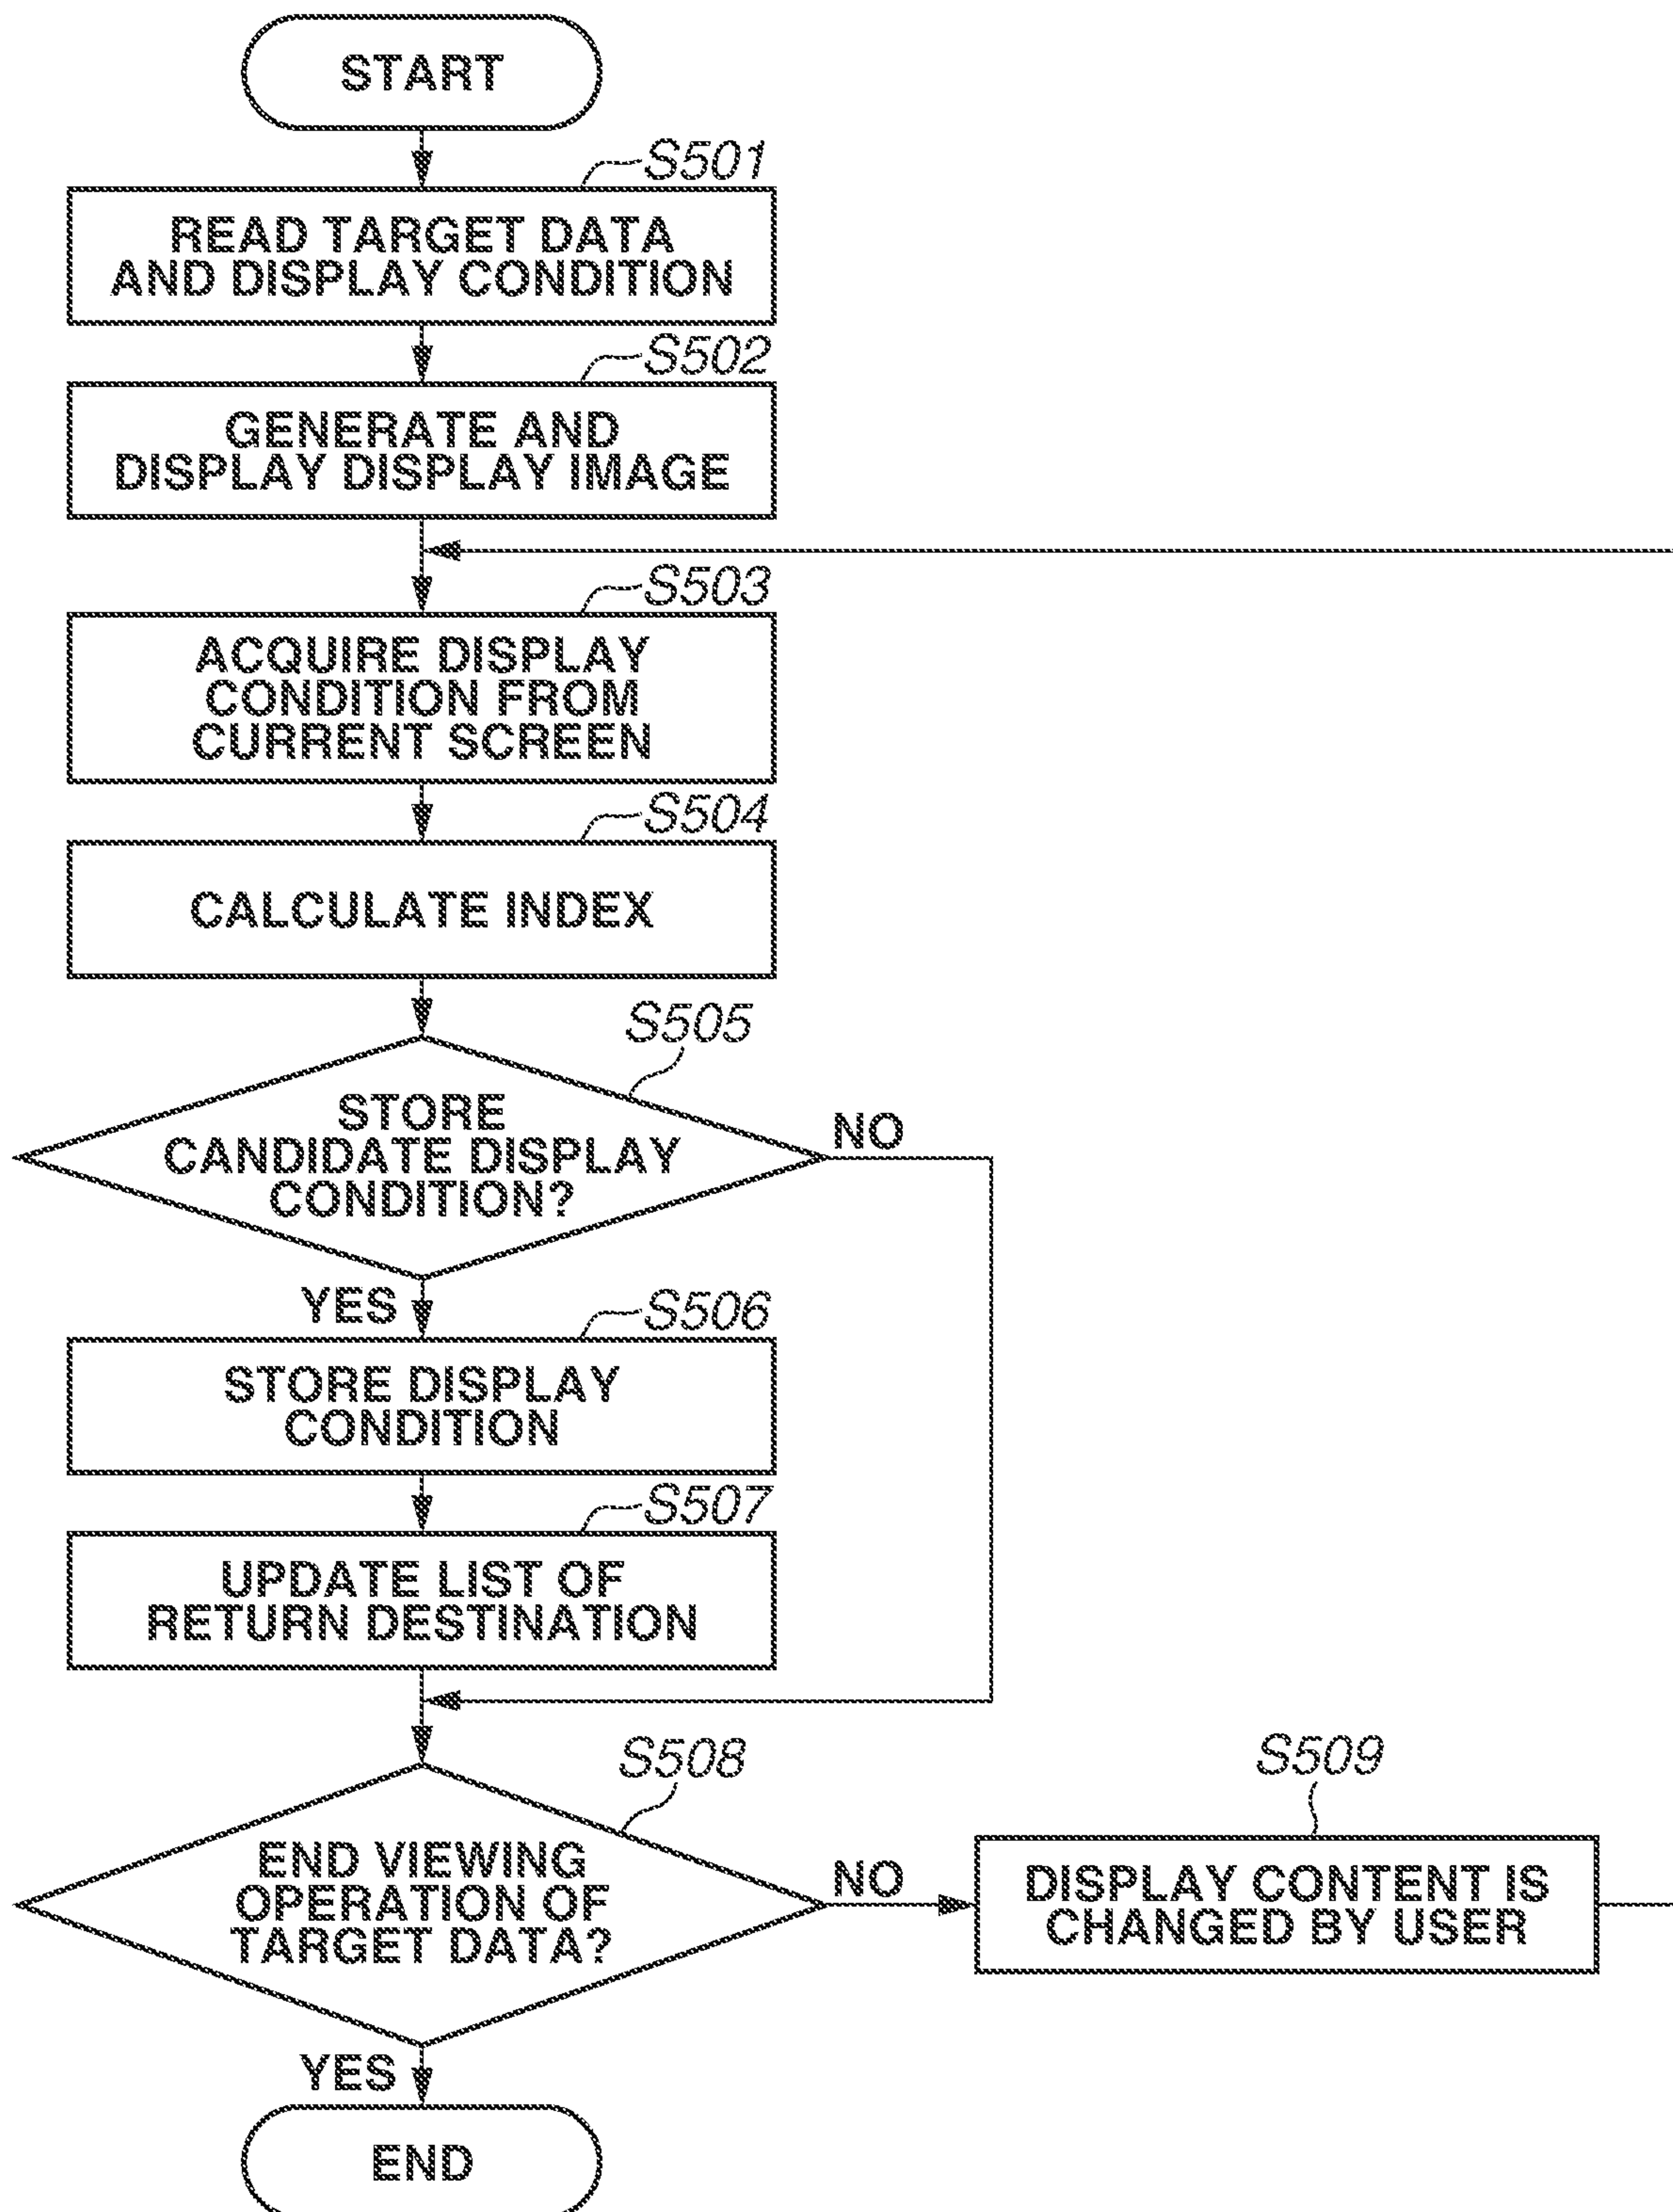 START
S501
READ TARGET DATA
AND DISPLAY CONDITION
S502
GENERATE AND
DISPLAY DISPLAY IMAGE
S503
ACQUIRE DISPLAY
CONDITION FROM
CURRENT SCREEN
S504
CALCULATE INDEX
S505
STORE
CANDIDATE DISPLAY
CONDITION?
NO
YES
S506
STORE DISPLAY
CONDITION
S507
UPDATE LIST OF
RETURN DESTINATION
S508
END VIEWING
OPERATION OF
TARGET DATA?
NO
S509
DISPLAY CONTENT IS
CHANGED BY USER
YES
END